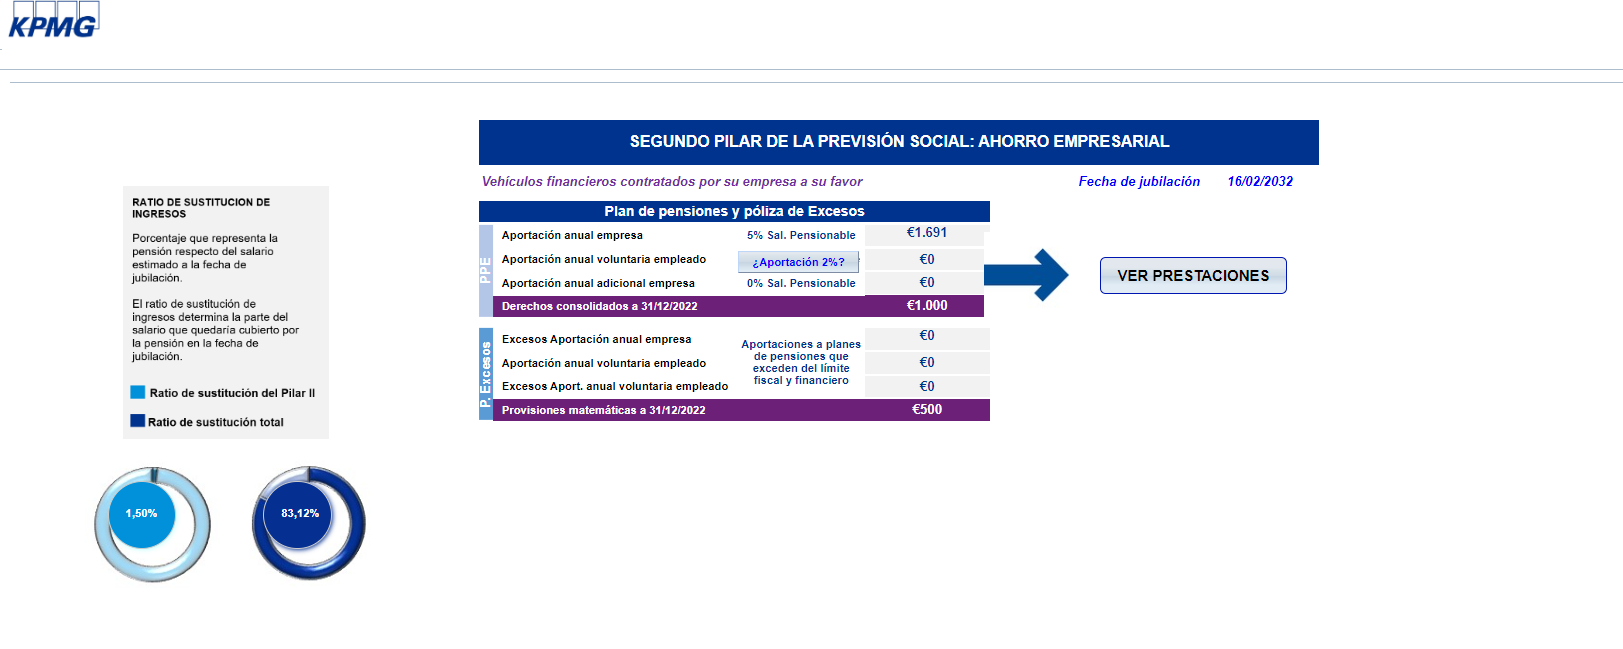 KPMG
SEGUNDO PILAR DE LA PREVISIÓN SOCIAL: AHORRO EMPRESARIAL
Vehículos financieros contratados por su empresa a su favor
Fecha de jubilación 16/02/2032
RATIO DE SUSTITUCION DE
INGRESOS
Porcentaje que representa la
pensión respecto del salario
estimado a la fecha de
jubilación.
El ratio de sustitución de
ingresos determina la parte del
salario que quedaría cubierto por
la pensión en la fecha de
jubilación.
Ratio de sustitución del Pilar II
Ratio de sustitución total
1,50%
83,12%
Plan de pensiones y póliza de Excesos
PPE
Aportación anual empresa 5% Sal. Pensionable €1.691
Aportación anual voluntaria empleado ¿Aportación 2%? €0
Aportación anual adicional empresa 0% Sal. Pensionable €0
Derechos consolidados a 31/12/2022 €1.000
P. Excesos
Excesos Aportación anual empresa €0
Aportación anual voluntaria empleado €0
Excesos Aport. anual voluntaria empleado €0
Aportaciones a planes
de pensiones que
exceden del límite
fiscal y financiero
Provisiones matemáticas a 31/12/2022 €500
VER PRESTACIONES